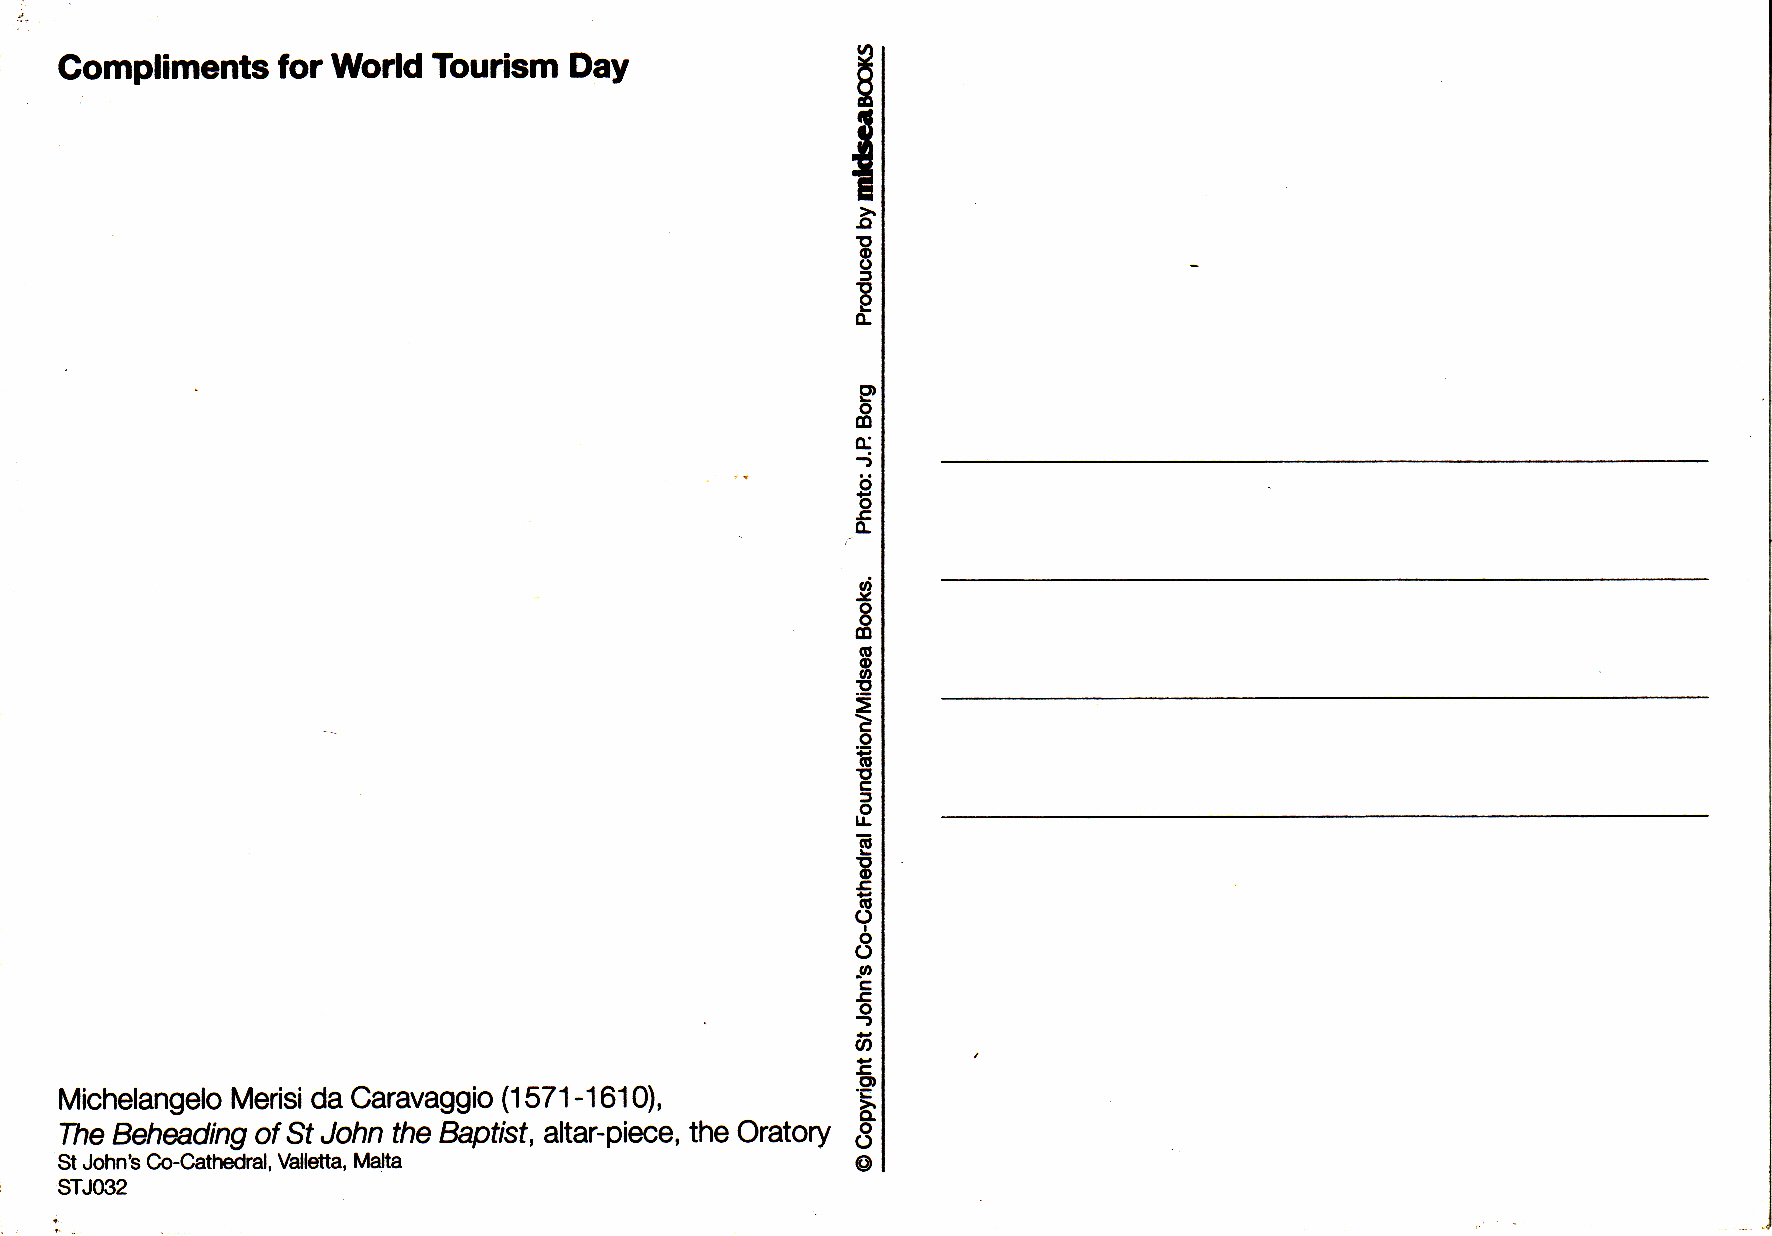 Compliments for World Tourism Day
Michelangelo Merisi da Caravaggio (1571-1610),
The Beheading of St John the Baptist, altar-piece, the Oratory
St John's Co-Cathedral, Valletta, Malta
STJ032
© Copyright St John's Co-Cathedral Foundation/Midsea Books. Photo: J.P. Borg Produced by midseaBOOKS